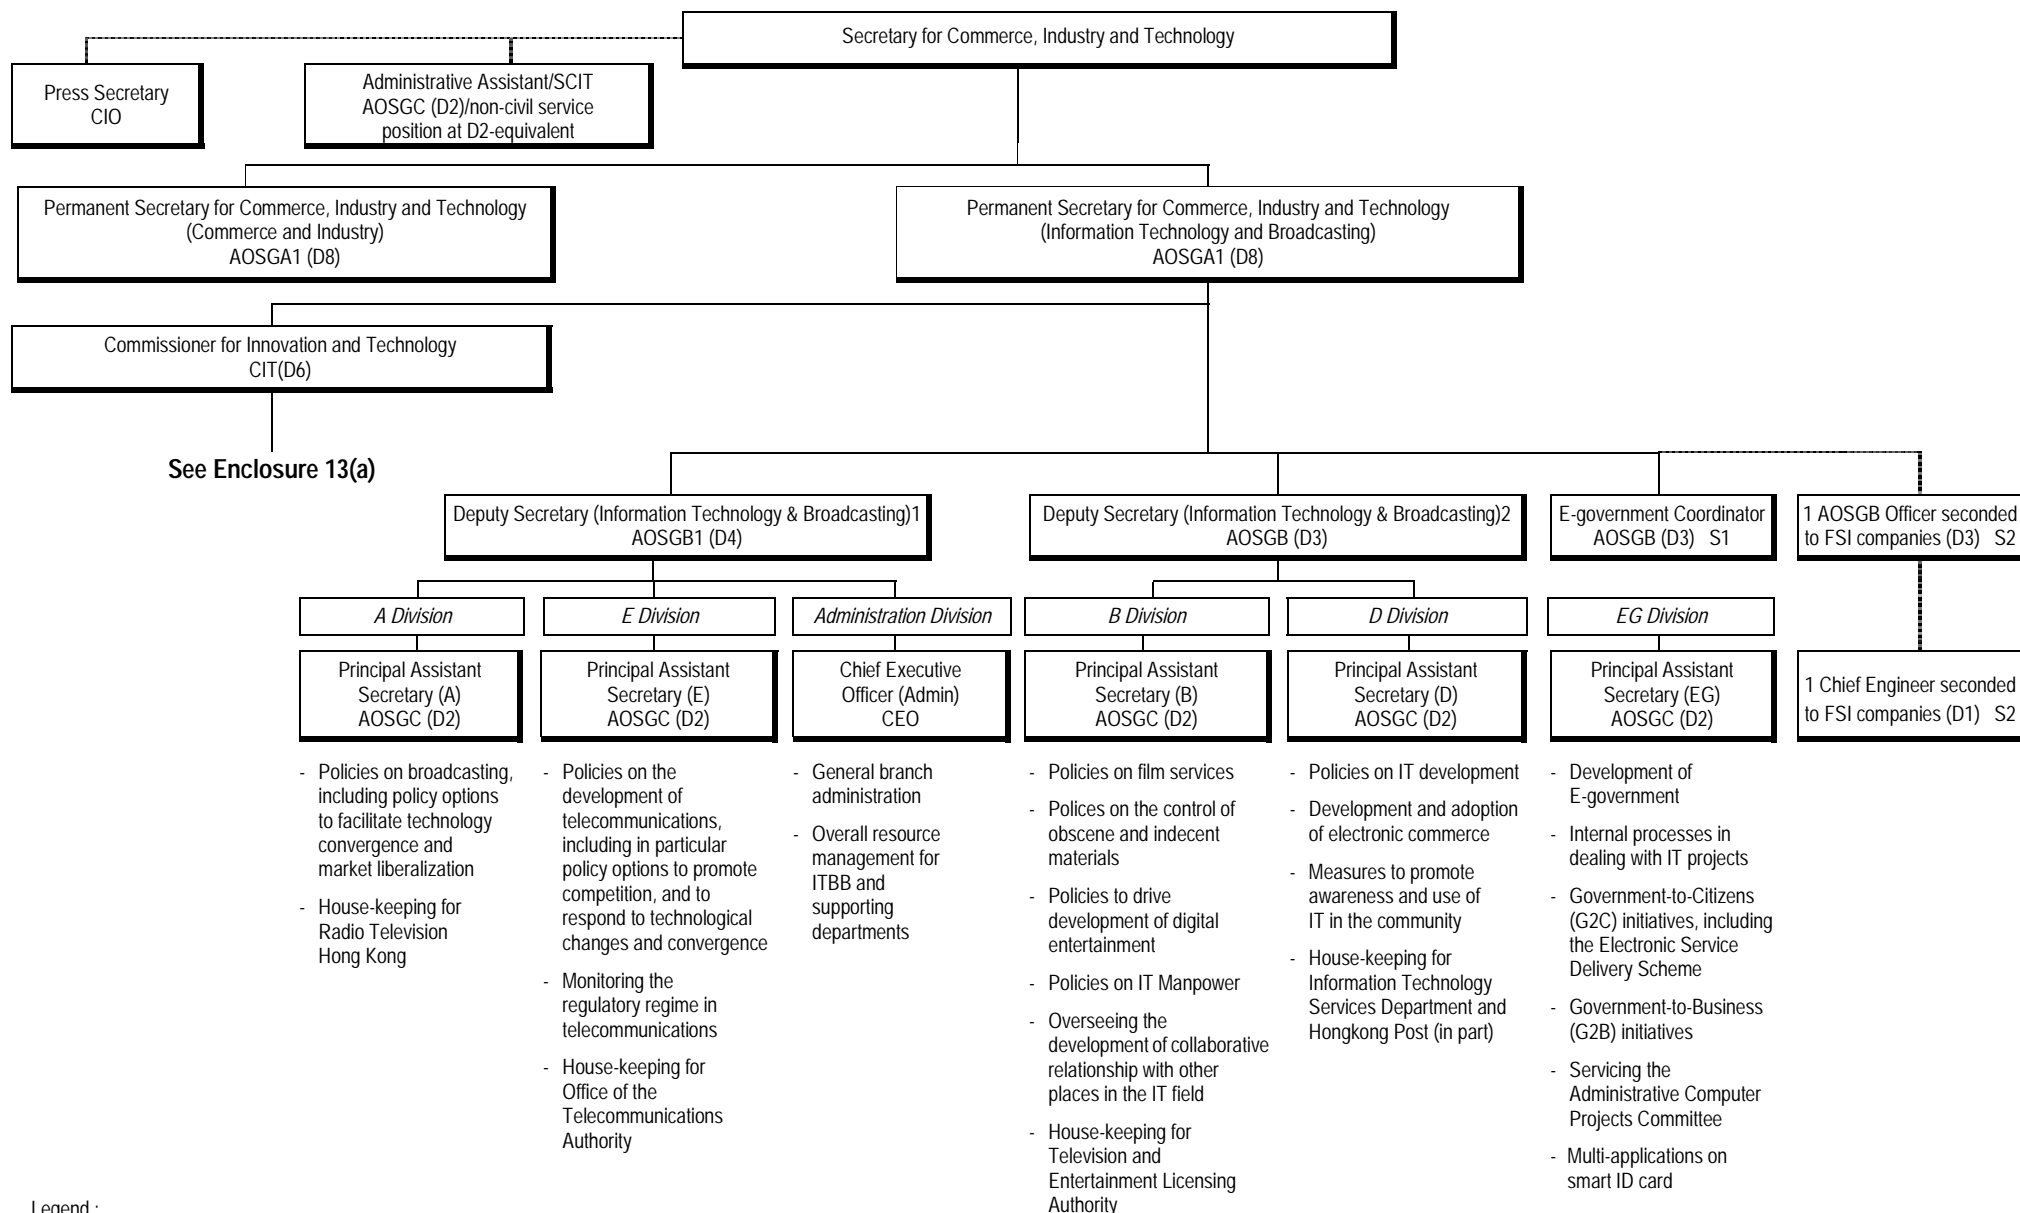 Secretary for Commerce, Industry and Technology
Press Secretary
CIO
Administrative Assistant/SCIT
AOSGC (D2)/non-civil service
position at D2-equivalent
Permanent Secretary for Commerce, Industry and Technology
(Commerce and Industry)
AOSGA1 (D8)
Permanent Secretary for Commerce, Industry and Technology
(Information Technology and Broadcasting)
AOSGA1 (D8)
Commissioner for Innovation and Technology
CIT(D6)
See Enclosure 13(a)
Deputy Secretary (Information Technology & Broadcasting)1
AOSGB1 (D4)
Deputy Secretary (Information Technology & Broadcasting)2
AOSGB (D3)
E-government Coordinator
AOSGB (D3) S1
1 AOSGB Officer seconded
to FSI companies (D3) S2
A Division
Principal Assistant
Secretary (A)
AOSGC (D2)
- Policies on broadcasting,
including policy options
to facilitate technology
convergence and
market liberalization
- House-keeping for
Radio Television
Hong Kong
E Division
Principal Assistant
Secretary (E)
AOSGC (D2)
- Policies on the
development of
telecommunications,
including in particular
policy options to promote
competition, and to
respond to technological
changes and convergence
- Monitoring the
regulatory regime in
telecommunications
- House-keeping for
Office of the
Telecommunications
Authority
Administration Division
Chief Executive
Officer (Admin)
CEO
- General branch
administration
- Overall resource
management for
ITBB and
supporting
departments
B Division
Principal Assistant
Secretary (B)
AOSGC (D2)
- Policies on film services
- Polices on the control of
obscene and indecent
materials
- Policies to drive
development of digital
entertainment
- Policies on IT Manpower
- Overseeing the
development of collaborative
relationship with other
places in the IT field
- House-keeping for
Television and
Entertainment Licensing
Authority
D Division
Principal Assistant
Secretary (D)
AOSGC (D2)
- Policies on IT development
- Development and adoption
of electronic commerce
- Measures to promote
awareness and use of
IT in the community
- House-keeping for
Information Technology
Services Department and
Hongkong Post (in part)
EG Division
Principal Assistant
Secretary (EG)
AOSGC (D2)
- Development of
E-government
- Internal processes in
dealing with IT projects
- Government-to-Citizens
(G2C) initiatives, including
the Electronic Service
Delivery Scheme
- Government-to-Business
(G2B) initiatives
- Servicing the
Administrative Computer
Projects Committee
- Multi-applications on
smart ID card
1 Chief Engineer seconded
to FSI companies (D1) S2
Legend :